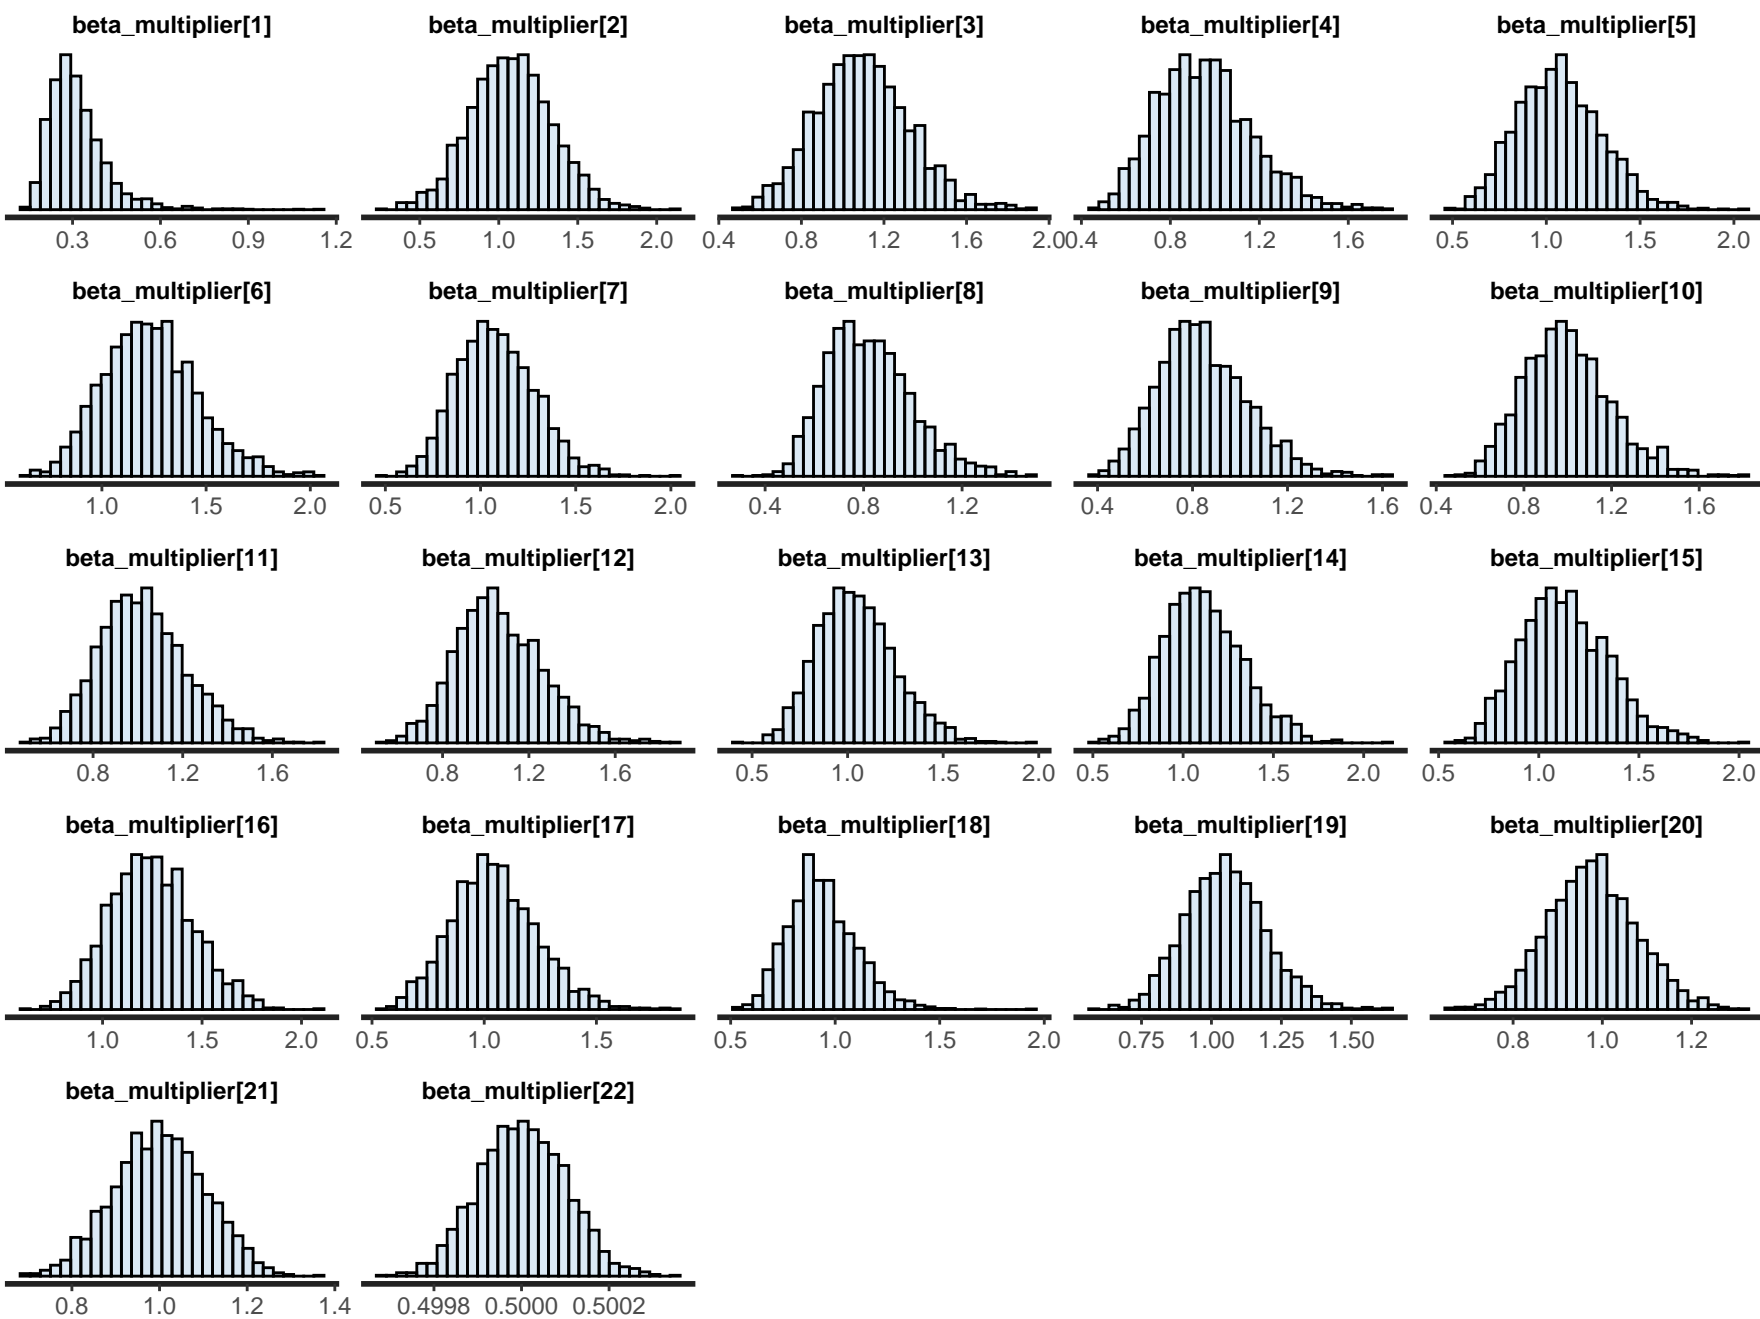 beta_multiplier[1] beta_multiplier[2] beta_multiplier[3] beta_multiplier[4] beta_multiplier[5]
0.3 0.6 0.9 1.2 0.5 1.0 1.5 2.0 0.4 0.8 1.2 1.6 2.0 0.4 0.8 1.2 1.6 0.5 1.0 1.5 2.0
beta_multiplier[6] beta_multiplier[7] beta_multiplier[8] beta_multiplier[9] beta_multiplier[10]
1.0 1.5 2.0 0.5 1.0 1.5 2.0 0.4 0.8 1.2 0.4 0.8 1.2 1.6 0.4 0.8 1.2 1.6
beta_multiplier[11] beta_multiplier[12] beta_multiplier[13] beta_multiplier[14] beta_multiplier[15]
0.8 1.2 1.6 0.8 1.2 1.6 0.5 1.0 1.5 2.0 0.5 1.0 1.5 2.0 0.5 1.0 1.5 2.0
beta_multiplier[16] beta_multiplier[17] beta_multiplier[18] beta_multiplier[19] beta_multiplier[20]
1.0 1.5 2.0 0.5 1.0 1.5 0.5 1.0 1.5 2.0 0.75 1.00 1.25 1.50 0.8 1.0 1.2
beta_multiplier[21] beta_multiplier[22]
0.8 1.0 1.2 1.4 0.4998 0.5000 0.5002